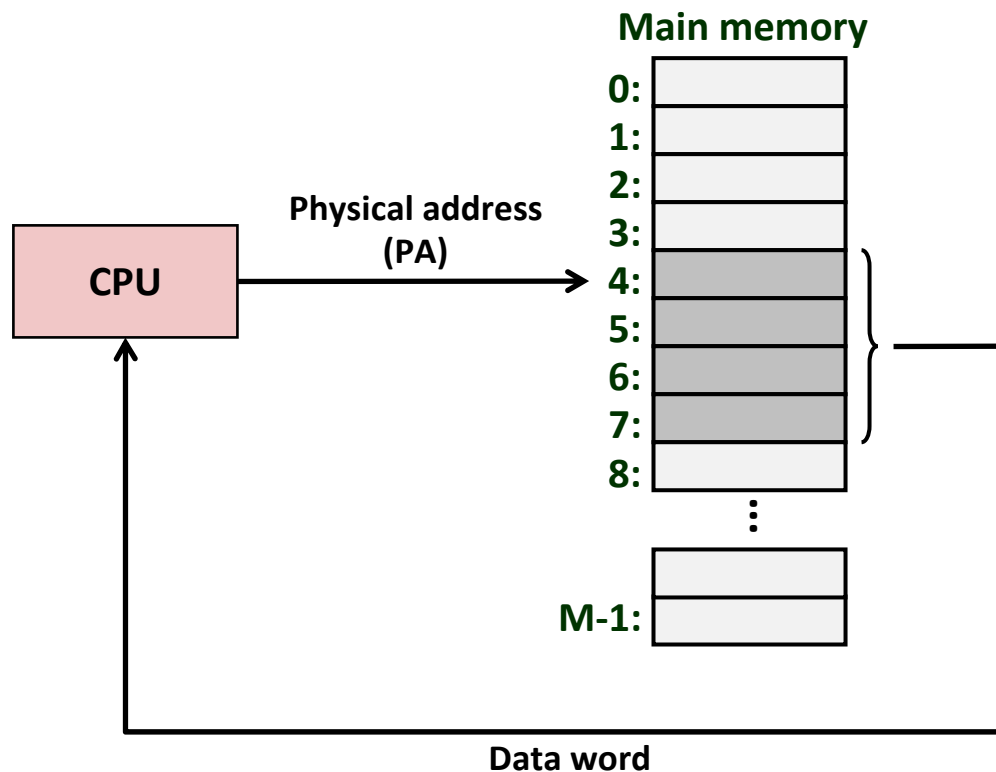 Main memory
0:
1:
2:
3:
Physical address
(PA)
CPU
4:
5:
6:
7:
8:
M-1:
Data word